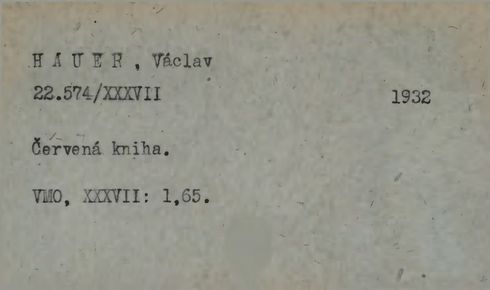 H A U E R , Václav
22.574/XXXVII 1932
Červená kniha.
VMO, XXXVII: 1,65.